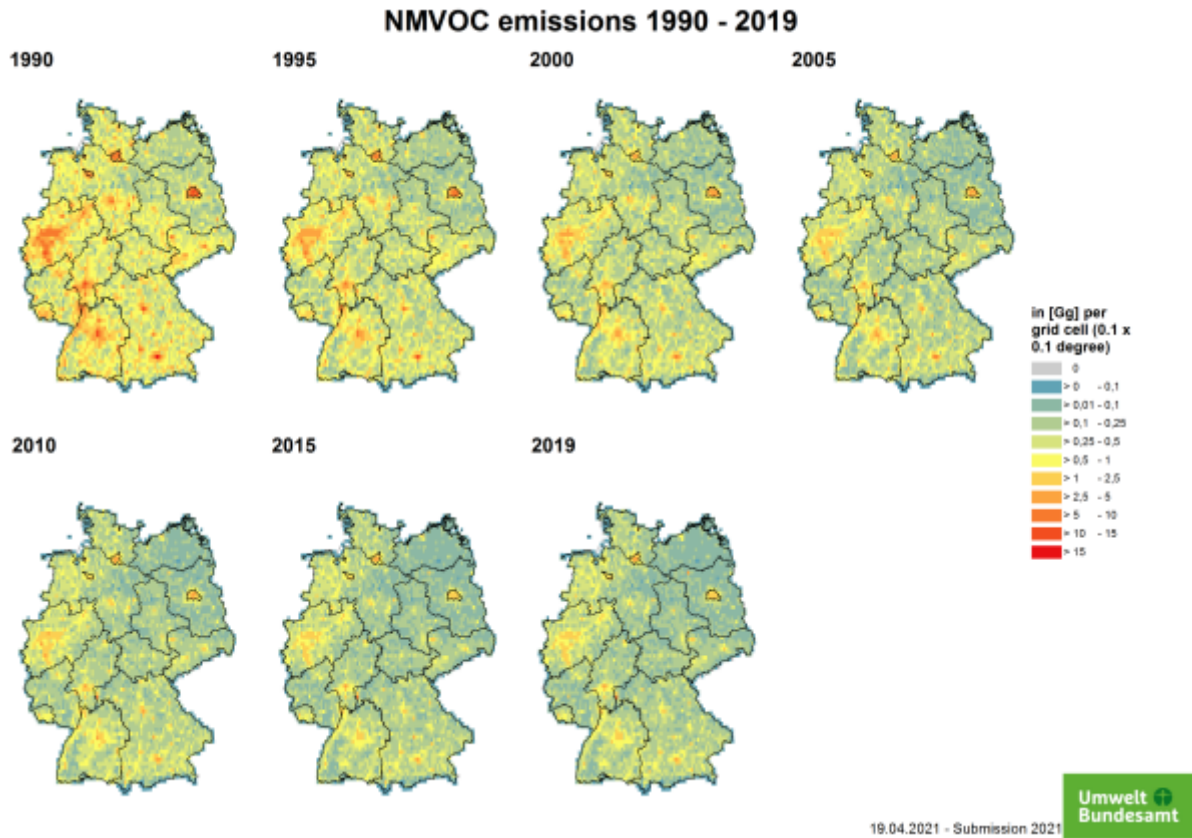 NMVOC emissions 1990 - 2019
1990
1995
2000
2005
2010
2015
2019
in [Gg] per
grid cell (0.1 x
0.1 degree)
0
> 0 - 0,1
> 0,01 - 0,1
> 0,1 - 0,25
> 0,25 - 0,5
> 0,5 - 1
> 1 - 2,5
> 2,5 - 5
> 5 - 10
> 10 - 15
> 15
Umwelt
Bundesamt
19.04.2021 - Submission 2021